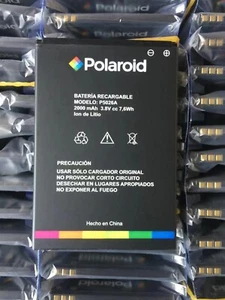 Polaroid
BATERÍA RECARGABLE
MODELO: P5026A
2000 mAh 3.8V cc 7,6Wh
Ion de Litio
PRECAUCIÓN
USAR SÓLO CARGADOR ORIGINAL
NO PROVOCAR CORTO CIRCUITO
DESECHAR EN LUGARES APROPIADOS
NO EXPONER AL FUEGO
Hecho en China